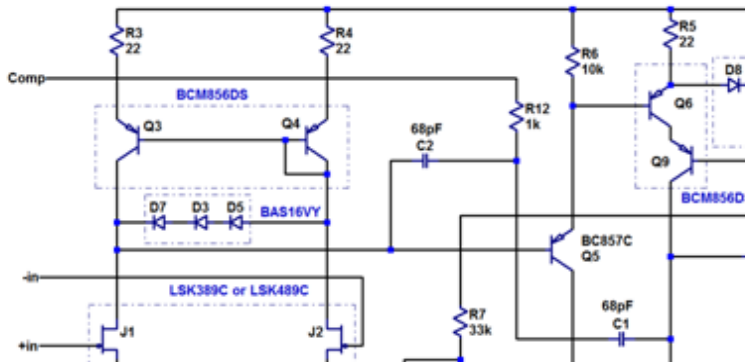 R3
22
R4
22
R5
22
R6
10k
D8
Comp
BCM856DS
R12
1k
Q6
Q3
Q4
68pF
C2
Q9
D7
D3
D5
BAS16VY
BCM856D
BC857C
Q5
-in
LSK389C or LSK489C
68pF
C1
R7
33k
J1
J2
+in